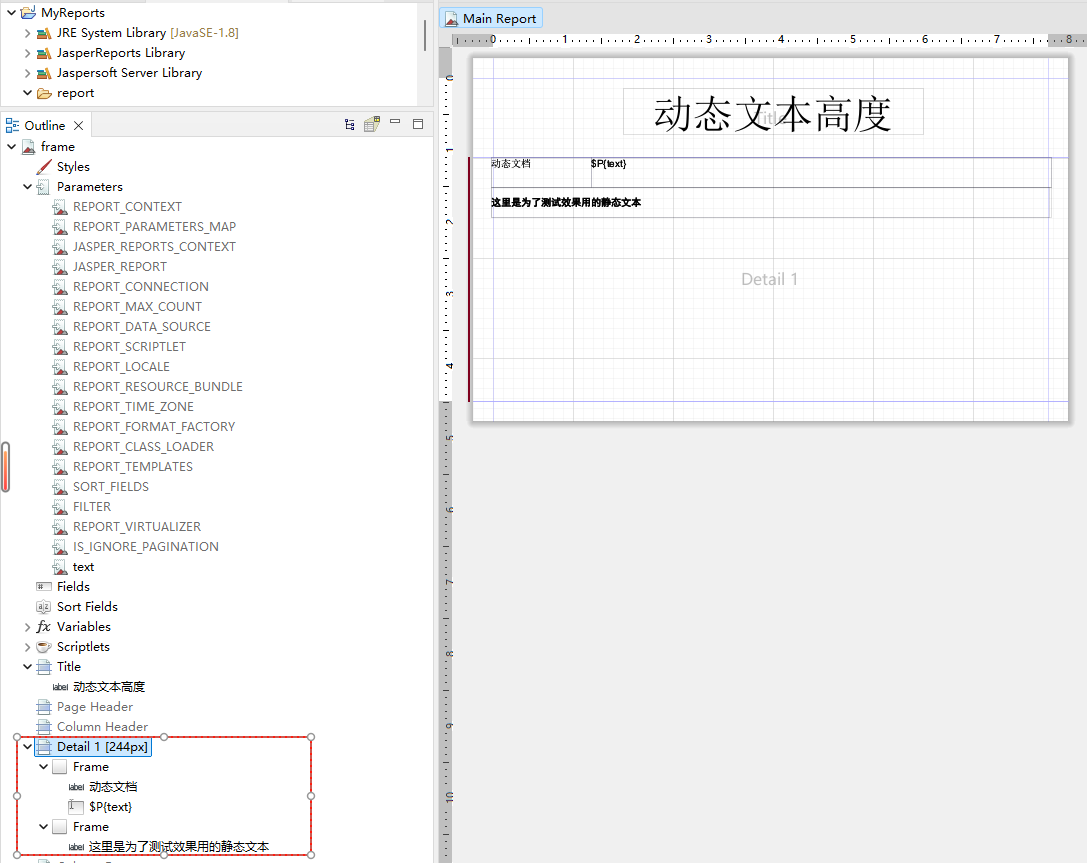 MyReports
JRE System Library [JavaSE-1.8]
JasperReports Library
Jaspersoft Server Library
report
Outline
frame
Styles
Parameters
REPORT_CONTEXT
REPORT_PARAMETERS_MAP
JASPER_REPORTS_CONTEXT
JASPER_REPORT
REPORT_CONNECTION
REPORT_MAX_COUNT
REPORT_DATA_SOURCE
REPORT_SCRIPTLET
REPORT_LOCALE
REPORT_RESOURCE_BUNDLE
REPORT_TIME_ZONE
REPORT_FORMAT_FACTORY
REPORT_CLASS_LOADER
REPORT_TEMPLATES
SORT_FIELDS
FILTER
REPORT_VIRTUALIZER
IS_IGNORE_PAGINATION
text
Fields
Sort Fields
fx Variables
Scriptlets
Title
label 动态文本高度
Page Header
Column Header
Detail 1 [244px]
Frame
label 动态文档
$P{text}
Frame
label 这里是为了测试效果用的静态文本
Main Report
0 1 2 3 4 5 6 7 8
0
1
2
3
4
5
6
7
8
9
10
Title
动态文本高度
动态文档 $P{text}
这里是为了测试效果用的静态文本
Detail 1